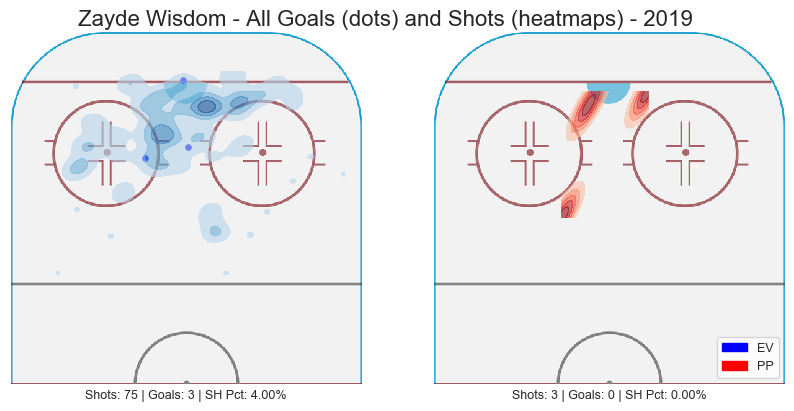 Zayde Wisdom - All Goals (dots) and Shots (heatmaps) - 2019
EV
PP
Shots: 75 | Goals: 3 | SH Pct: 4.00%
Shots: 3 | Goals: 0 | SH Pct: 0.00%